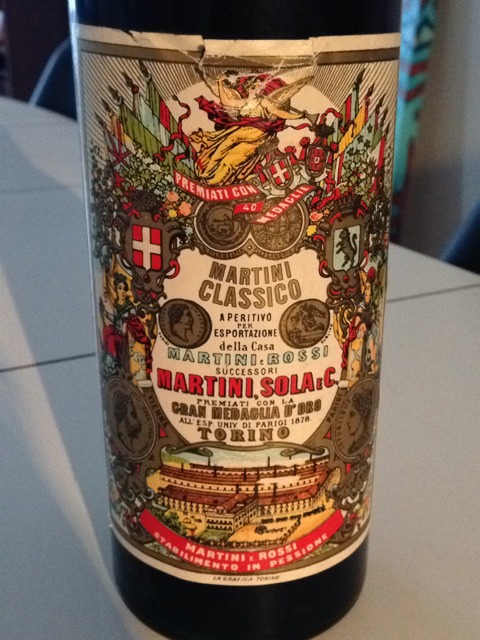 PREMIATI CON
40 MEDAGLIE
MARTINI
CLASSICO
APERITIVO
PER
ESPORTAZIONE
della Casa
MARTINI e ROSSI
SUCCESSORI
MARTINI, SOLA E C.
PREMIATI CON LA
GRAN MEDAGLIA D'ORO
ALL'ESP. UNIV. DI PARIGI 1878
TORINO
MARTINI e ROSSI
STABILIMENTO IN PESSIONE
LA GRAFICA, TORINO